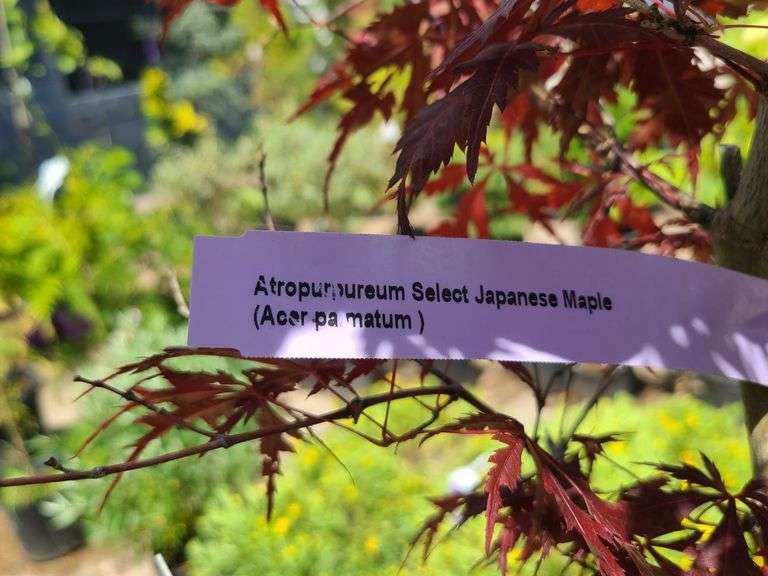 Atropurpureum Select Japanese Maple
(Acer palmatum )